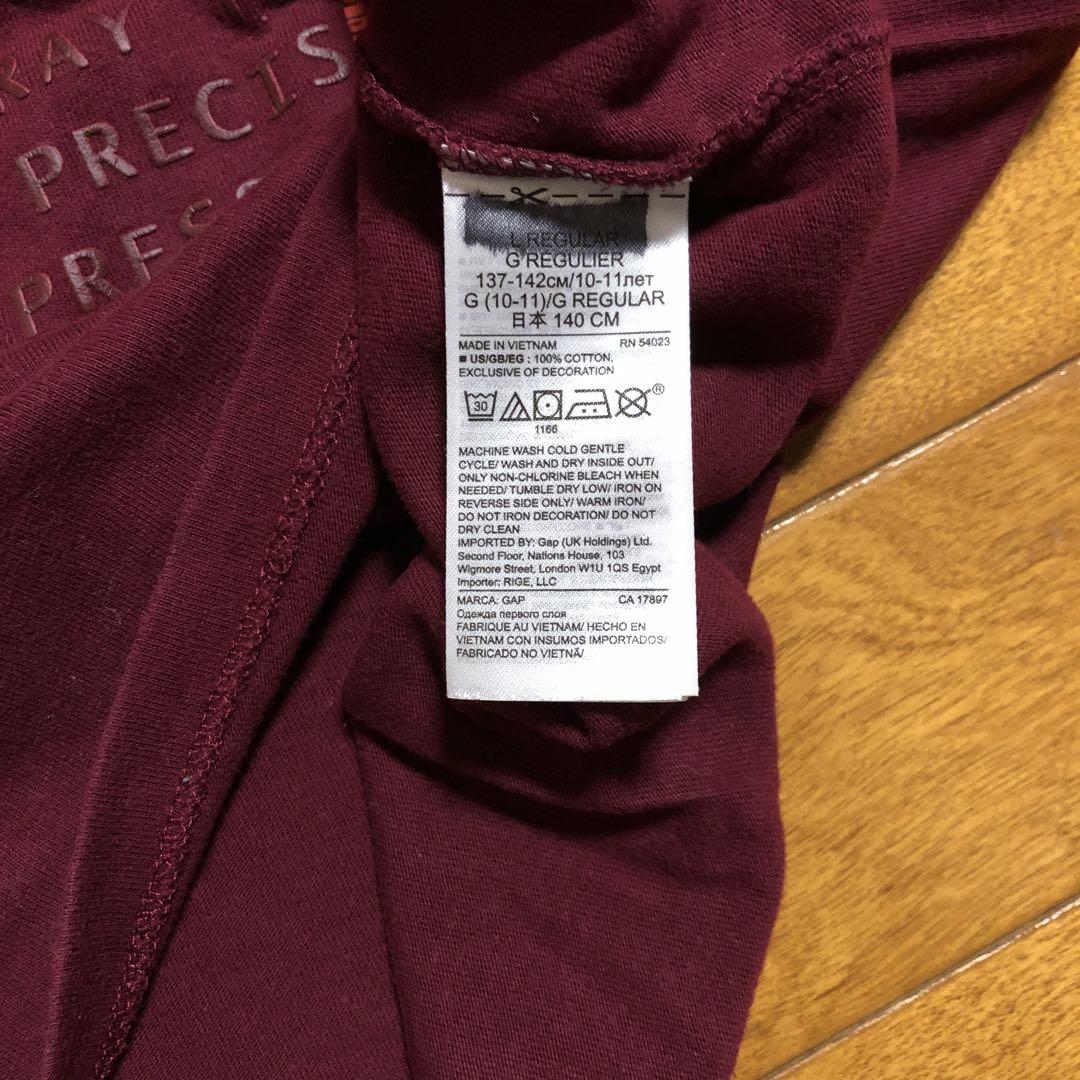 RAY
PRECIS
PRESS
L REGULAR
G REGULIER
137-142см/10-11лет
G (10-11)/G REGULAR
日本 140 CM
MADE IN VIETNAM RN 54023
■ US/GB/EG : 100% COTTON,
EXCLUSIVE OF DECORATION
30
®
1166
MACHINE WASH COLD GENTLE
CYCLE/ WASH AND DRY INSIDE OUT/
ONLY NON-CHLORINE BLEACH WHEN
NEEDED/ TUMBLE DRY LOW/ IRON ON
REVERSE SIDE ONLY/ WARM IRON/
DO NOT IRON DECORATION/ DO NOT
DRY CLEAN
IMPORTED BY: Gap (UK Holdings) Ltd.
Second Floor, Nations House, 103
Wigmore Street, London W1U 1QS Egypt
Importer: RIGE, LLC
MARCA: GAP CA 17897
Одежда первого слоя
FABRIQUE AU VIETNAM/ HECHO EN
VIETNAM CON INSUMOS IMPORTADOS/
FABRICADO NO VIETNÃ/